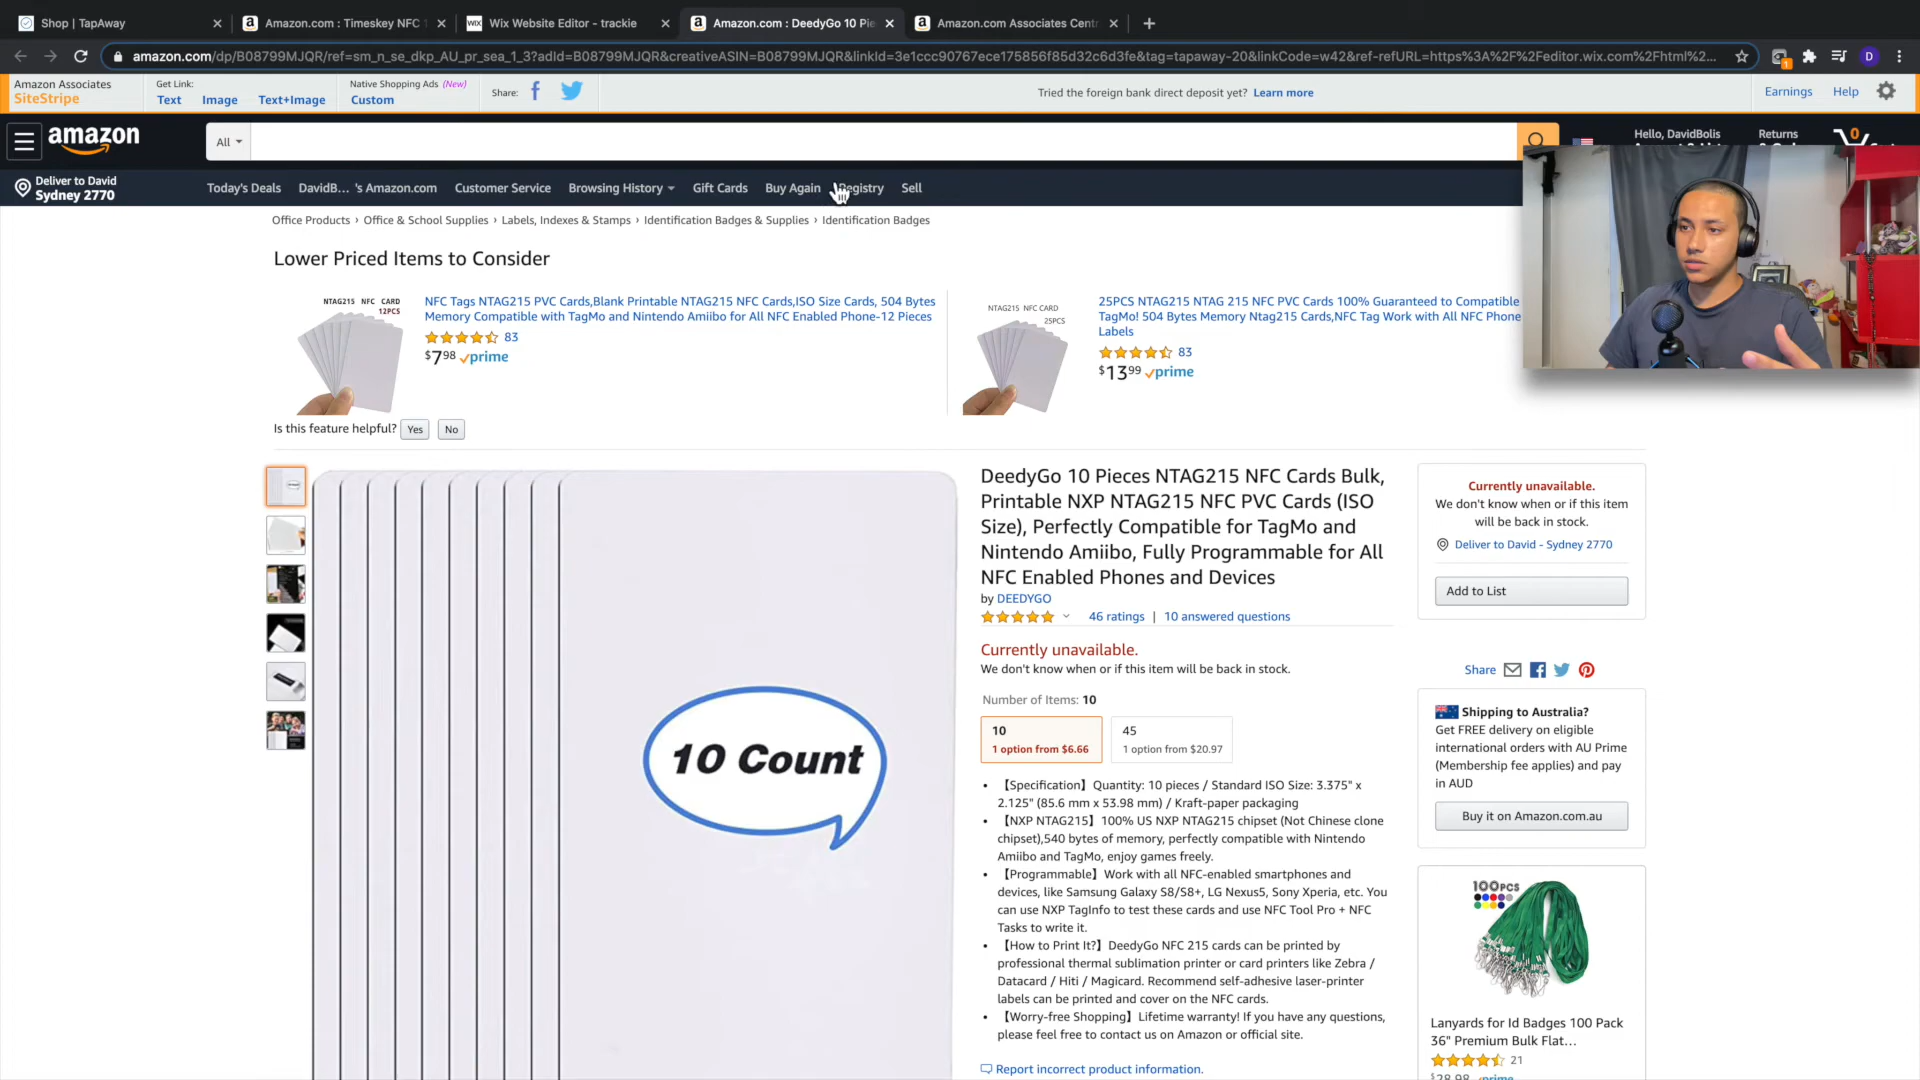 Shop | TapAway
Amazon.com : Timeskey NFC 1
Wix Website Editor - trackie
Amazon.com : DeedyGo 10 Pie
Amazon.com Associates Centr
amazon.com/dp/B08799MJQR/ref=sm_n_se_dkp_AU_pr_sea_1_3?adId=B08799MJQR&creativeASIN=B08799MJQR&linkId=3e1ccc90767ece175856f85d32c6d3fe&tag=tapaway-20&linkCode=w42&ref-refURL=https%3A%2F%2Feditor.wix.com%2Fhtml%2...
D
Amazon Associates
SiteStripe
Get Link:
Text Image Text+Image
Native Shopping Ads (New)
Custom
Share:
Tried the foreign bank direct deposit yet? Learn more
Earnings Help
amazon
All
Hello, DavidBolis
Returns
0
Deliver to David
Sydney 2770
Today's Deals DavidB... 's Amazon.com Customer Service Browsing History Gift Cards Buy Again Registry Sell
Office Products › Office & School Supplies › Labels, Indexes & Stamps › Identification Badges & Supplies › Identification Badges
Lower Priced Items to Consider
NTAG215 NFC CARD
12PCS
NFC Tags NTAG215 PVC Cards,Blank Printable NTAG215 NFC Cards,ISO Size Cards, 504 Bytes
Memory Compatible with TagMo and Nintendo Amiibo for All NFC Enabled Phone-12 Pieces
83
$7.98 prime
NTAG215 NFC CARD
25PCS
25PCS NTAG215 NTAG 215 NFC PVC Cards 100% Guaranteed to Compatible
TagMo! 504 Bytes Memory Ntag215 Cards,NFC Tag Work with All NFC Phone
Labels
83
$13.99 prime
Is this feature helpful? Yes No
10 Count
DeedyGo 10 Pieces NTAG215 NFC Cards Bulk,
Printable NXP NTAG215 NFC PVC Cards (ISO
Size), Perfectly Compatible for TagMo and
Nintendo Amiibo, Fully Programmable for All
NFC Enabled Phones and Devices
by DEEDYGO
46 ratings | 10 answered questions
Currently unavailable.
We don't know when or if this item will be back in stock.
Number of Items: 10
10
1 option from $6.66
45
1 option from $20.97
• 【Specification】Quantity: 10 pieces / Standard ISO Size: 3.375" x
2.125" (85.6 mm x 53.98 mm) / Kraft-paper packaging
• 【NXP NTAG215】100% US NXP NTAG215 chipset (Not Chinese clone
chipset),540 bytes of memory, perfectly compatible with Nintendo
Amiibo and TagMo, enjoy games freely.
• 【Programmable】Work with all NFC-enabled smartphones and
devices, like Samsung Galaxy S8/S8+, LG Nexus5, Sony Xperia, etc. You
can use NXP TagInfo to test these cards and use NFC Tool Pro + NFC
Tasks to write it.
• 【How to Print It?】DeedyGo NFC 215 cards can be printed by
professional thermal sublimation printer or card printers like Zebra /
Datacard / Hiti / Magicard. Recommend self-adhesive laser-printer
labels can be printed and cover on the NFC cards.
• 【Worry-free Shopping】Lifetime warranty! If you have any questions,
please feel free to contact us on Amazon or official site.
Report incorrect product information.
Currently unavailable.
We don't know when or if this item
will be back in stock.
Deliver to David - Sydney 2770
Add to List
Share
Shipping to Australia?
Get FREE delivery on eligible
international orders with AU Prime
(Membership fee applies) and pay
in AUD
Buy it on Amazon.com.au
100PCS
Lanyards for Id Badges 100 Pack
36" Premium Bulk Flat...
21
$28.98 prime